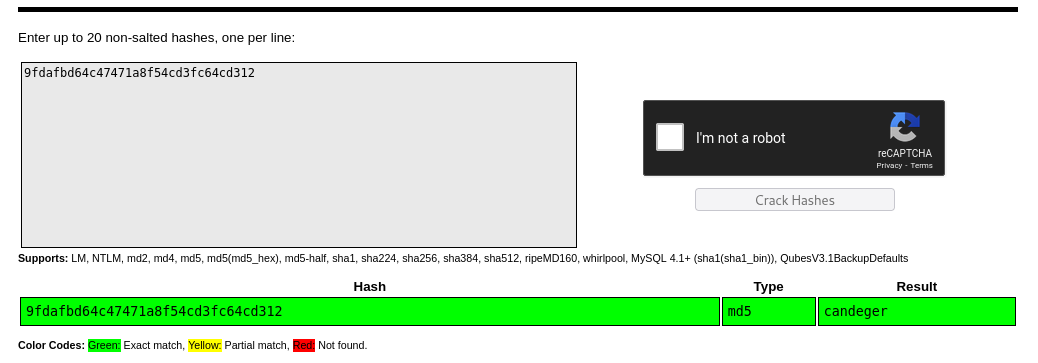 Enter up to 20 non-salted hashes, one per line:
9fdafbd64c47471a8f54cd3fc64cd312
I'm not a robot
reCAPTCHA
Privacy - Terms
Crack Hashes
Supports: LM, NTLM, md2, md4, md5, md5(md5_hex), md5-half, sha1, sha224, sha256, sha384, sha512, ripeMD160, whirlpool, MySQL 4.1+ (sha1(sha1_bin)), QubesV3.1BackupDefaults
Hash Type Result
9fdafbd64c47471a8f54cd3fc64cd312 md5 candeger
Color Codes: Green: Exact match, Yellow: Partial match, Red: Not found.